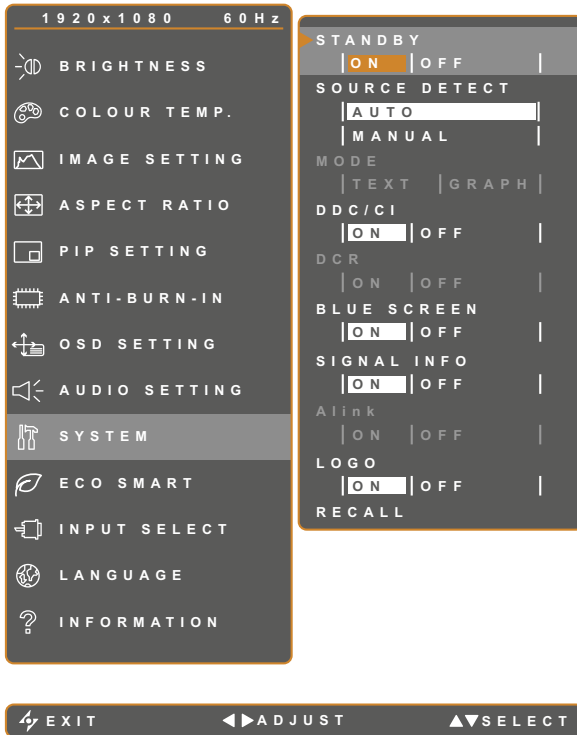 1920x1080 60Hz
BRIGHTNESS
COLOUR TEMP.
IMAGE SETTING
ASPECT RATIO
PIP SETTING
ANTI-BURN-IN
OSD SETTING
AUDIO SETTING
SYSTEM
ECO SMART
INPUT SELECT
LANGUAGE
INFORMATION
STANDBY
ON OFF
SOURCE DETECT
AUTO
MANUAL
MODE
TEXT GRAPH
DDC/CI
ON OFF
DCR
ON OFF
BLUE SCREEN
ON OFF
SIGNAL INFO
ON OFF
Alink
ON OFF
LOGO
ON OFF
RECALL
EXIT ADJUST SELECT